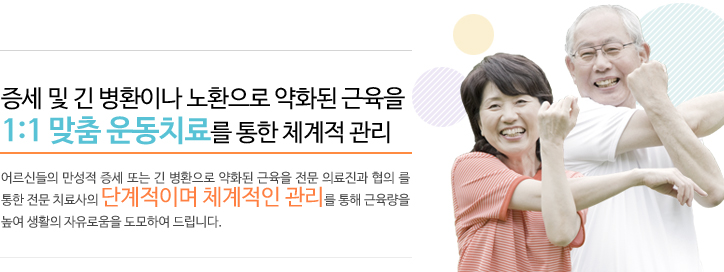 증세 및 긴 병환이나 노환으로 약화된 근육을
1:1 맞춤 운동치료를 통한 체계적 관리
어르신들의 만성적 증세 또는 긴 병환으로 약화된 근육을 전문 의료진과 협의 를
통한 전문 치료사의 단계적이며 체계적인 관리를 통해 근육량을
높여 생활의 자유로움을 도모하여 드립니다.